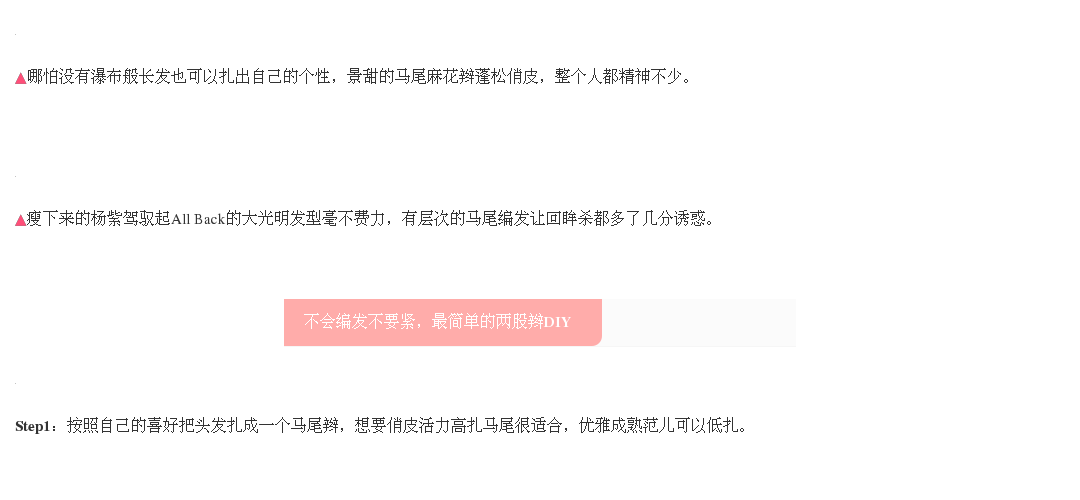 ▲哪怕没有瀑布般长发也可以扎出自己的个性，景甜的马尾麻花辫蓬松俏皮，整个人都精神不少。
▲瘦下来的杨紫驾驭起All Back的大光明发型毫不费力，有层次的马尾编发让回眸杀都多了几分诱惑。
不会编发不要紧，最简单的两股辫DIY
Step1：按照自己的喜好把头发扎成一个马尾辫，想要俏皮活力高扎马尾很适合，优雅成熟范儿可以低扎。